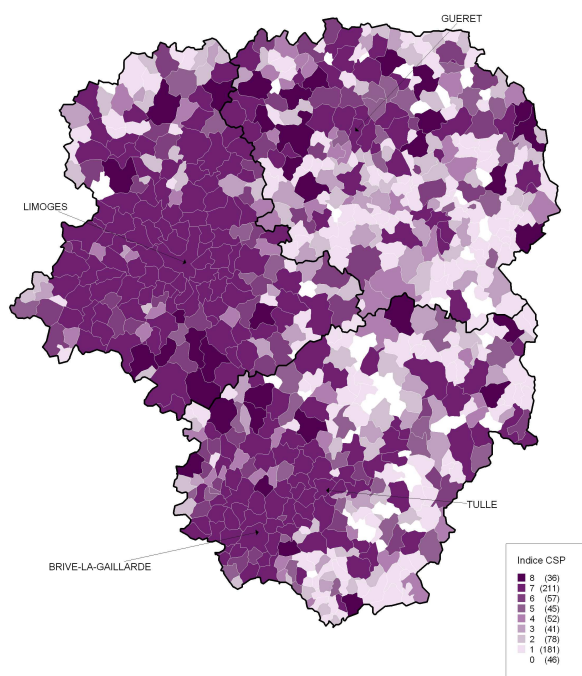 GUERET
LIMOGES
TULLE
BRIVE-LA-GAILLARDE
Indice CSP
8 (36)
7 (211)
6 (57)
5 (45)
4 (52)
3 (41)
2 (78)
1 (181)
0 (46)